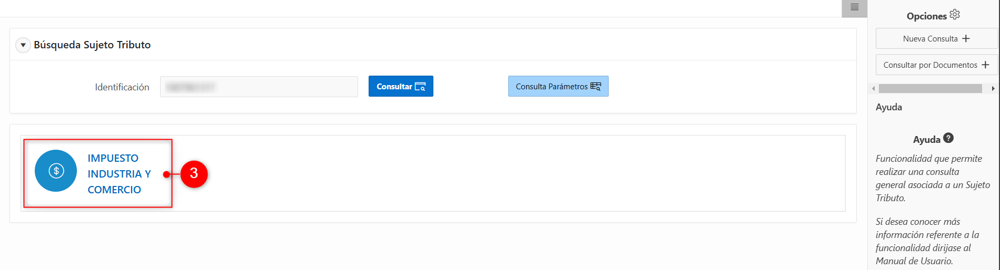 Opciones
Nueva Consulta
Consultar por Documentos
Búsqueda Sujeto Tributo
Identificación
Consultar
Consulta Parámetros
IMPUESTO
INDUSTRIA Y
COMERCIO
3
Ayuda
Ayuda
Funcionalidad que permite
realizar una consulta
general asociada a un Sujeto
Tributo.
Si desea conocer más
información referente a la
funcionalidad dirijase al
Manual de Usuario.